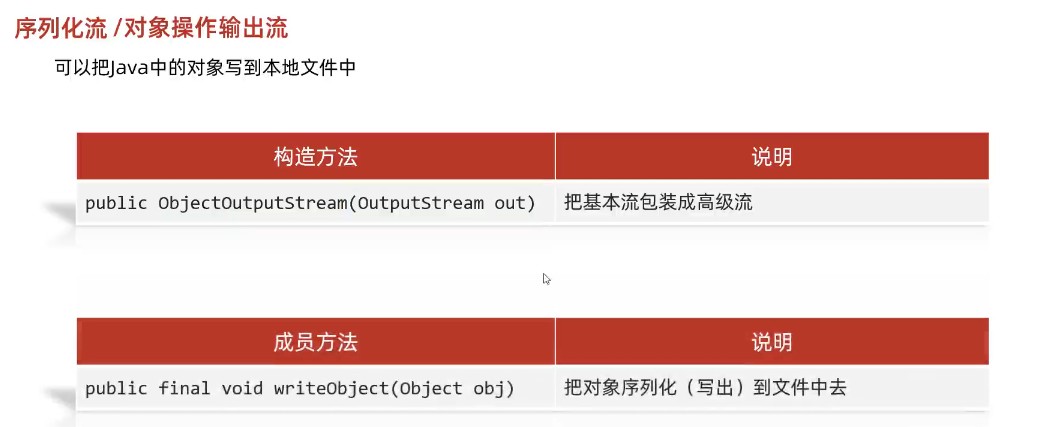 序列化流 /对象操作输出流
可以把Java中的对象写到本地文件中
构造方法 说明
public ObjectOutputStream(OutputStream out) 把基本流包装成高级流
成员方法 说明
public final void writeObject(Object obj) 把对象序列化（写出）到文件中去